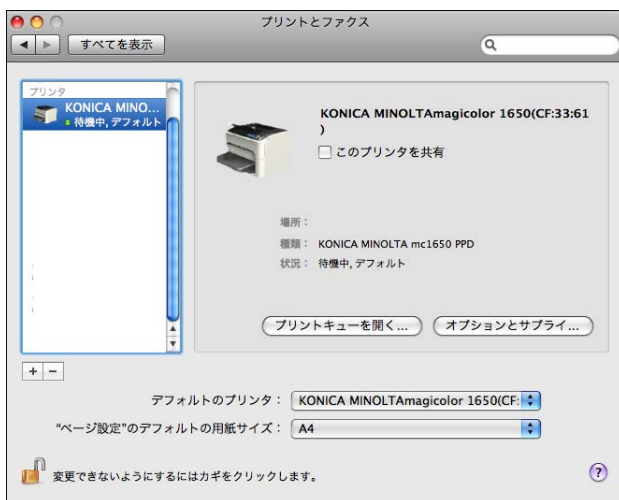 プリントとファクス
すべてを表示
プリンタ
KONICA MINO...
待機中, デフォルト
KONICA MINOLTAmagicolor 1650(CF:33:61
)
このプリンタを共有
場所：
種類： KONICA MINOLTA mc1650 PPD
状況： 待機中, デフォルト
プリントキューを開く...
オプションとサプライ...
+ -
デフォルトのプリンタ： KONICA MINOLTAmagicolor 1650(CF:
"ページ設定"のデフォルトの用紙サイズ： A4
変更できないようにするにはカギをクリックします。
?